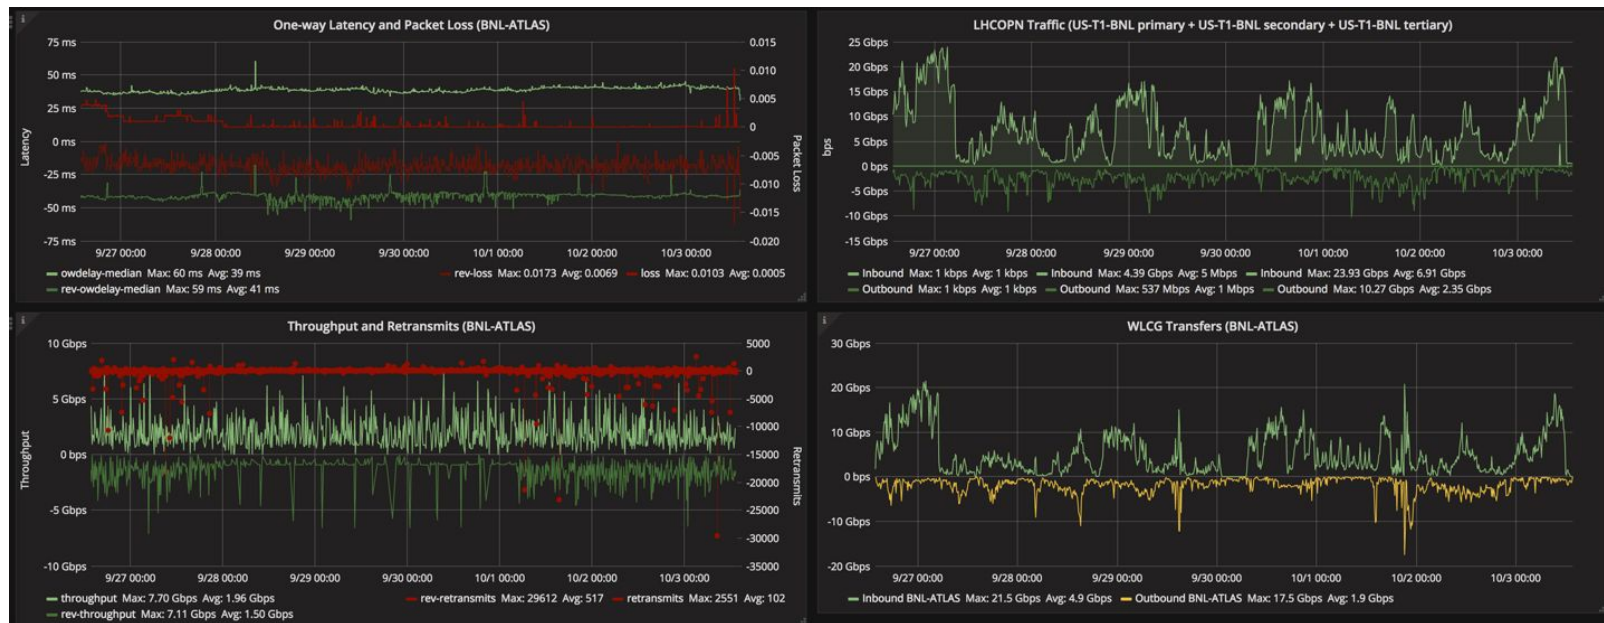 One-way Latency and Packet Loss (BNL-ATLAS)
75 ms
50 ms
25 ms
0 ms
-25 ms
-50 ms
-75 ms
Latency
0.015
0.010
0.005
0
-0.005
-0.010
-0.015
-0.020
Packet Loss
9/27 00:00 9/28 00:00 9/29 00:00 9/30 00:00 10/1 00:00 10/2 00:00 10/3 00:00
owdelay-median Max: 60 ms Avg: 39 ms rev-loss Max: 0.0173 Avg: 0.0069 loss Max: 0.0103 Avg: 0.0005
rev-owdelay-median Max: 59 ms Avg: 41 ms
LHCOPN Traffic (US-T1-BNL primary + US-T1-BNL secondary + US-T1-BNL tertiary)
25 Gbps
20 Gbps
15 Gbps
10 Gbps
5 Gbps
0 bps
-5 Gbps
-10 Gbps
-15 Gbps
bps
9/27 00:00 9/28 00:00 9/29 00:00 9/30 00:00 10/1 00:00 10/2 00:00 10/3 00:00
Inbound Max: 1 kbps Avg: 1 kbps Inbound Max: 4.39 Gbps Avg: 5 Mbps Inbound Max: 23.93 Gbps Avg: 6.91 Gbps
Outbound Max: 1 kbps Avg: 1 kbps Outbound Max: 537 Mbps Avg: 1 Mbps Outbound Max: 10.27 Gbps Avg: 2.35 Gbps
Throughput and Retransmits (BNL-ATLAS)
10 Gbps
5 Gbps
0 bps
-5 Gbps
-10 Gbps
Throughput
5000
0
-5000
-10000
-15000
-20000
-25000
-30000
-35000
Retransmits
9/27 00:00 9/28 00:00 9/29 00:00 9/30 00:00 10/1 00:00 10/2 00:00 10/3 00:00
throughput Max: 7.70 Gbps Avg: 1.96 Gbps rev-retransmits Max: 29612 Avg: 517 retransmits Max: 2551 Avg: 102
rev-throughput Max: 7.11 Gbps Avg: 1.50 Gbps
WLCG Transfers (BNL-ATLAS)
30 Gbps
20 Gbps
10 Gbps
0 bps
-10 Gbps
-20 Gbps
9/27 00:00 9/28 00:00 9/29 00:00 9/30 00:00 10/1 00:00 10/2 00:00 10/3 00:00
Inbound BNL-ATLAS Max: 21.5 Gbps Avg: 4.9 Gbps Outbound BNL-ATLAS Max: 17.5 Gbps Avg: 1.9 Gbps